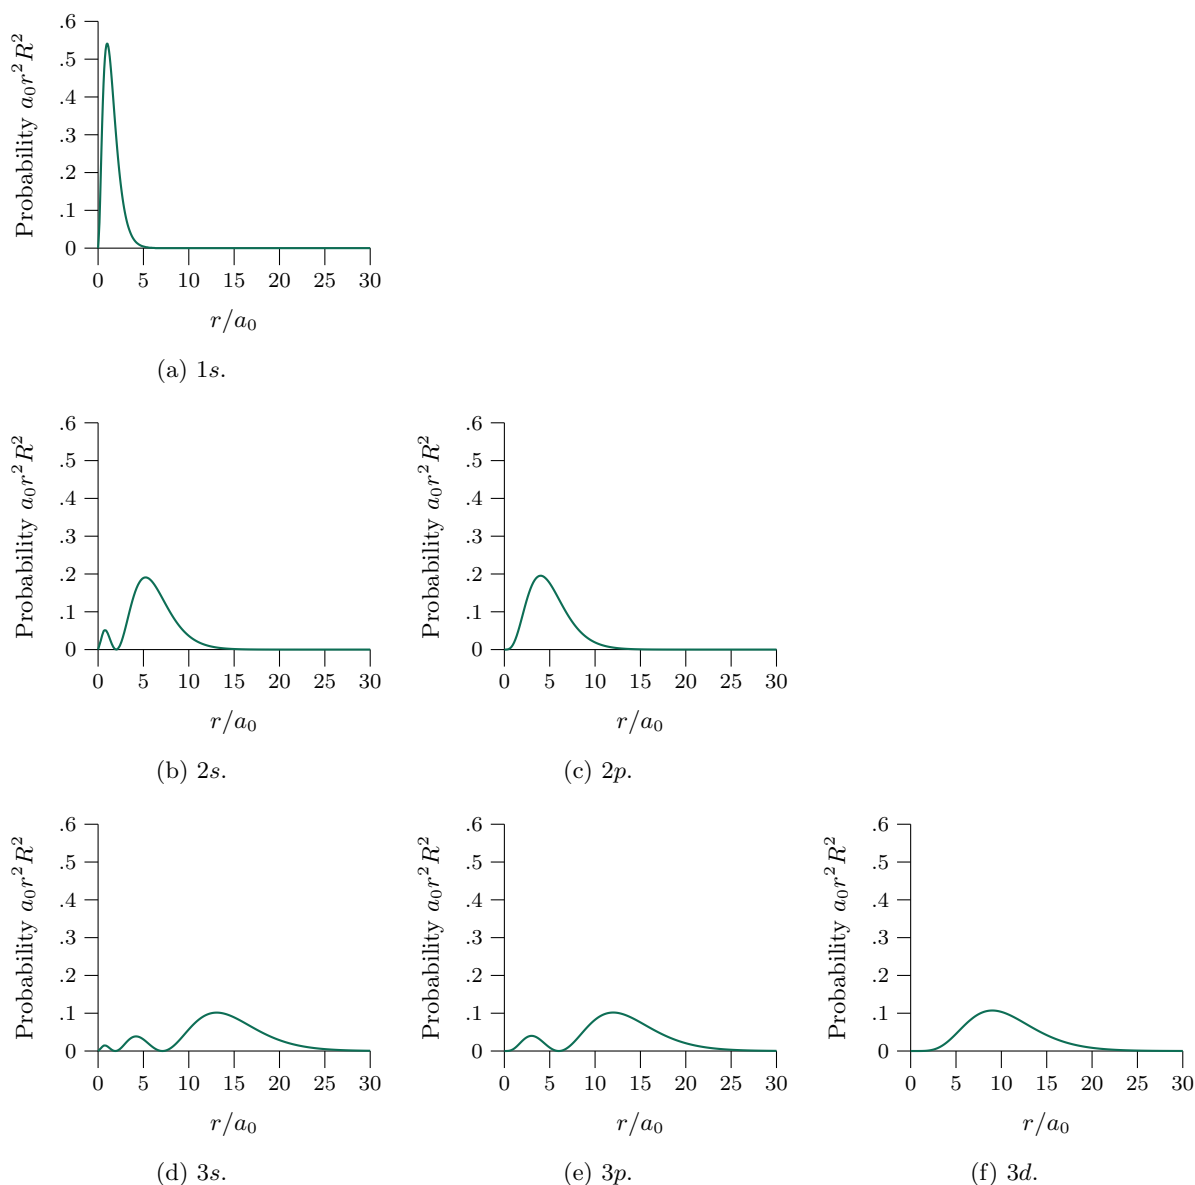 Probability a₀r²R²
.6
.5
.4
.3
.2
.1
0
0 5 10 15 20 25 30
r/a₀
(a) 1s.
Probability a₀r²R²
.6
.5
.4
.3
.2
.1
0
0 5 10 15 20 25 30
r/a₀
(b) 2s.
Probability a₀r²R²
.6
.5
.4
.3
.2
.1
0
0 5 10 15 20 25 30
r/a₀
(c) 2p.
Probability a₀r²R²
.6
.5
.4
.3
.2
.1
0
0 5 10 15 20 25 30
r/a₀
(d) 3s.
Probability a₀r²R²
.6
.5
.4
.3
.2
.1
0
0 5 10 15 20 25 30
r/a₀
(e) 3p.
Probability a₀r²R²
.6
.5
.4
.3
.2
.1
0
0 5 10 15 20 25 30
r/a₀
(f) 3d.